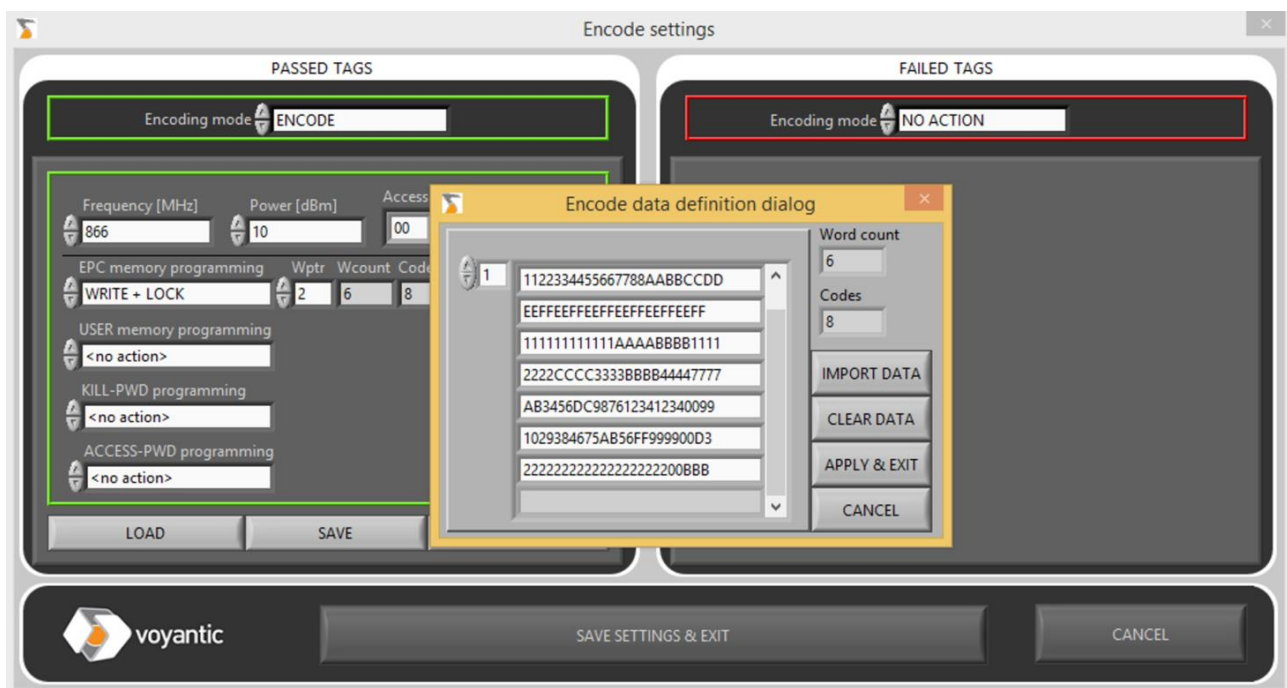 Encode settings
PASSED TAGS
FAILED TAGS
Encoding mode ENCODE
Encoding mode NO ACTION
Frequency [MHz] Power [dBm] Access
866 10 00
EPC memory programming Wptr Wcount Code
WRITE + LOCK 2 6 8
USER memory programming
<no action>
KILL-PWD programming
<no action>
ACCESS-PWD programming
<no action>
LOAD SAVE
Encode data definition dialog
1
1122334455667788AABBCCDD
EEFFEEFFEEFFEEFFEEFFEEFF
111111111111AAAABBBB1111
2222CCCC3333BBBB44447777
AB3456DC9876123412340099
1029384675AB56FF999900D3
2222222222222222222200BBB
Word count
6
Codes
8
IMPORT DATA
CLEAR DATA
APPLY & EXIT
CANCEL
voyantic
SAVE SETTINGS & EXIT
CANCEL